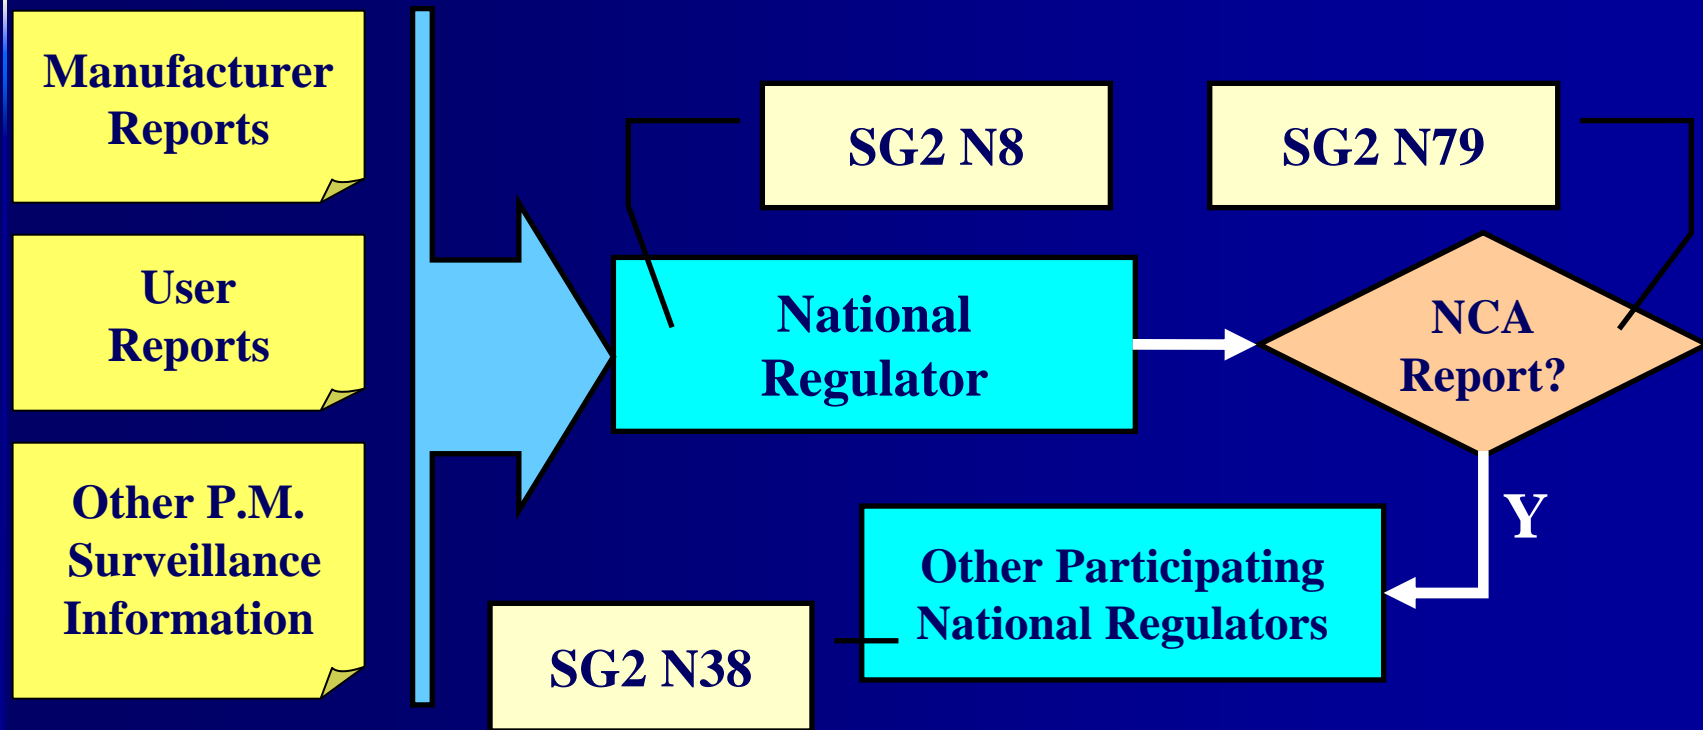 Manufacturer
Reports
User
Reports
Other P.M.
Surveillance
Information
SG2 N8
SG2 N79
National
Regulator
NCA
Report?
Y
Other Participating
National Regulators
SG2 N38